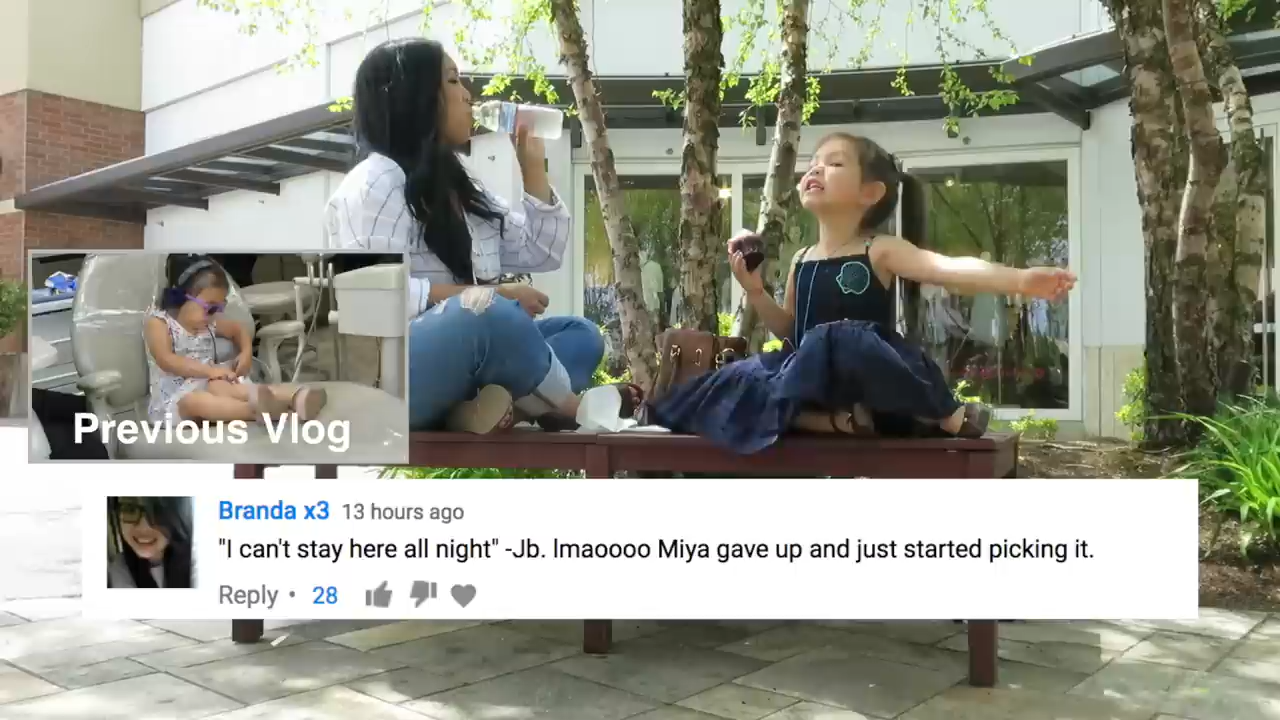 Previous Vlog
Branda x3 13 hours ago
"I can't stay here all night" -Jb. lmaoooo Miya gave up and just started picking it.
Reply • 28